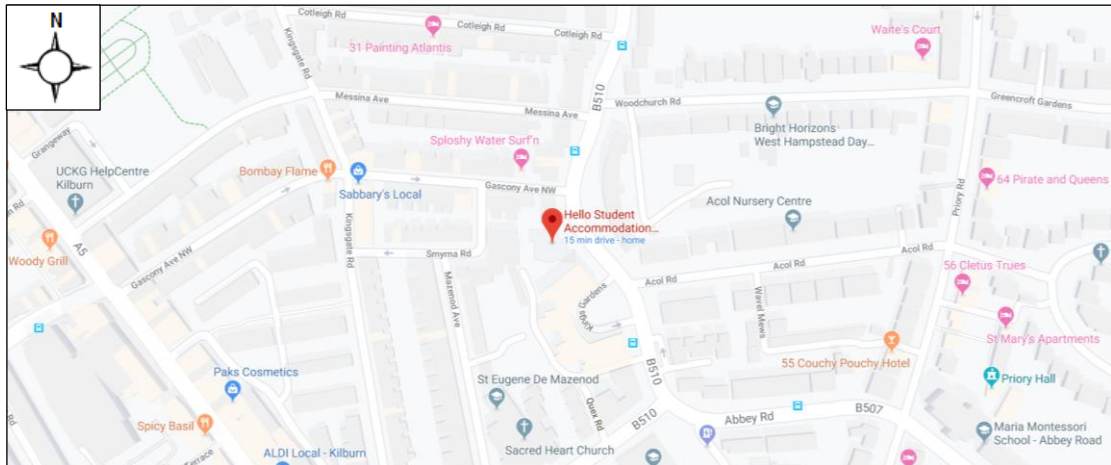 N
Cotleigh Rd
Cotleigh Rd
Cotleigh Rd
31 Painting Atlantis
Waite's Court
Kingsgate Rd
B510
Messina Ave
Messina Ave
Woodchurch Rd
Greencroft Gardens
Grangeway
Bright Horizons
West Hampstead Day...
Sploshy Water Surf'n
UCKG HelpCentre
Kilburn
Bombay Flame
Sabbary's Local
Gascony Ave NW
64 Pirate and Queens
Priory Rd
Acol Nursery Centre
Hello Student
Accommodation...
15 min drive - home
A5
Woody Grill
Gascony Ave NW
Kingsgate Rd
Smyrna Rd
Acol Rd
Acol Rd
Acol Rd
56 Cletus Trues
Mazenod Ave
Kings Gardens
Wavel Mews
St Mary's Apartments
55 Couchy Pouchy Hotel
Paks Cosmetics
B510
St Eugene De Mazenod
Priory Hall
Quex Rd
B510
Abbey Rd
B507
Spicy Basil
Sacred Heart Church
Maria Montessori
School - Abbey Road
Terrace
ALDI Local - Kilburn